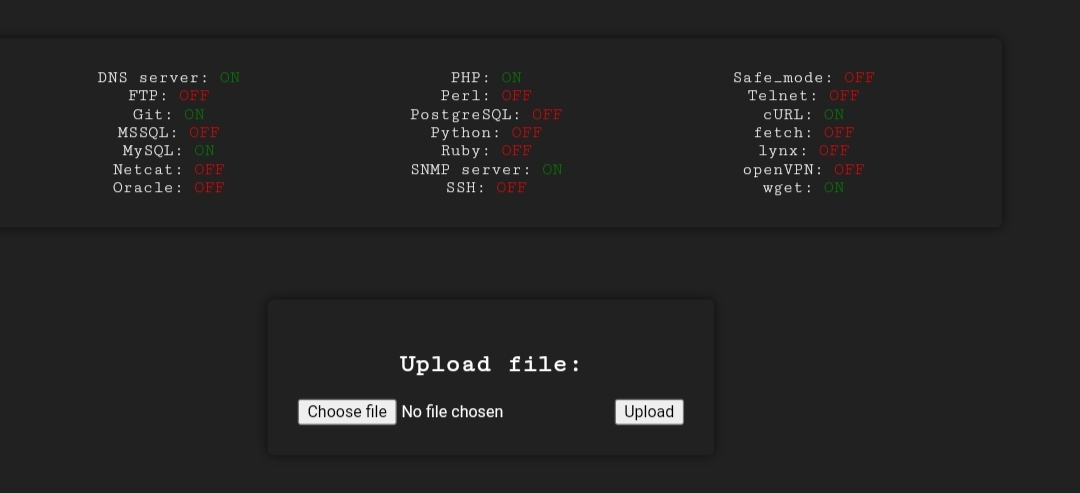 DNS server: ON
FTP: OFF
Git: ON
MSSQL: OFF
MySQL: ON
Netcat: OFF
Oracle: OFF
PHP: ON
Perl: OFF
PostgreSQL: OFF
Python: OFF
Ruby: OFF
SNMP server: ON
SSH: OFF
Safe_mode: OFF
Telnet: OFF
cURL: ON
fetch: OFF
lynx: OFF
openVPN: OFF
wget: ON
Upload file:
Choose file No file chosen Upload